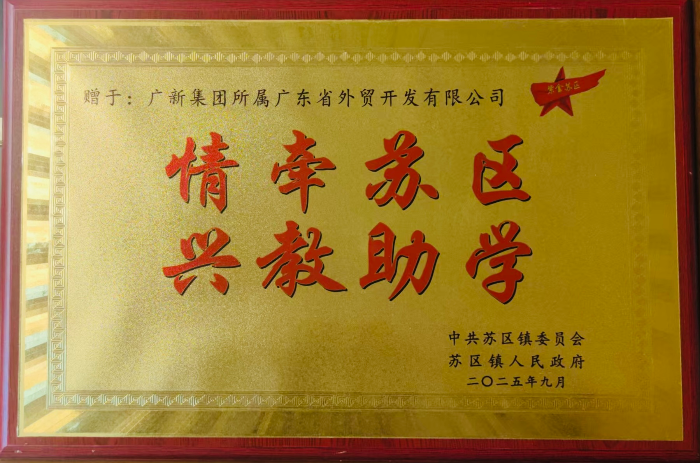 赠于：广新集团所属广东省外贸开发有限公司
情牵苏区
兴教助学
中共苏区镇委员会
苏区镇人民政府
二〇二五年九月